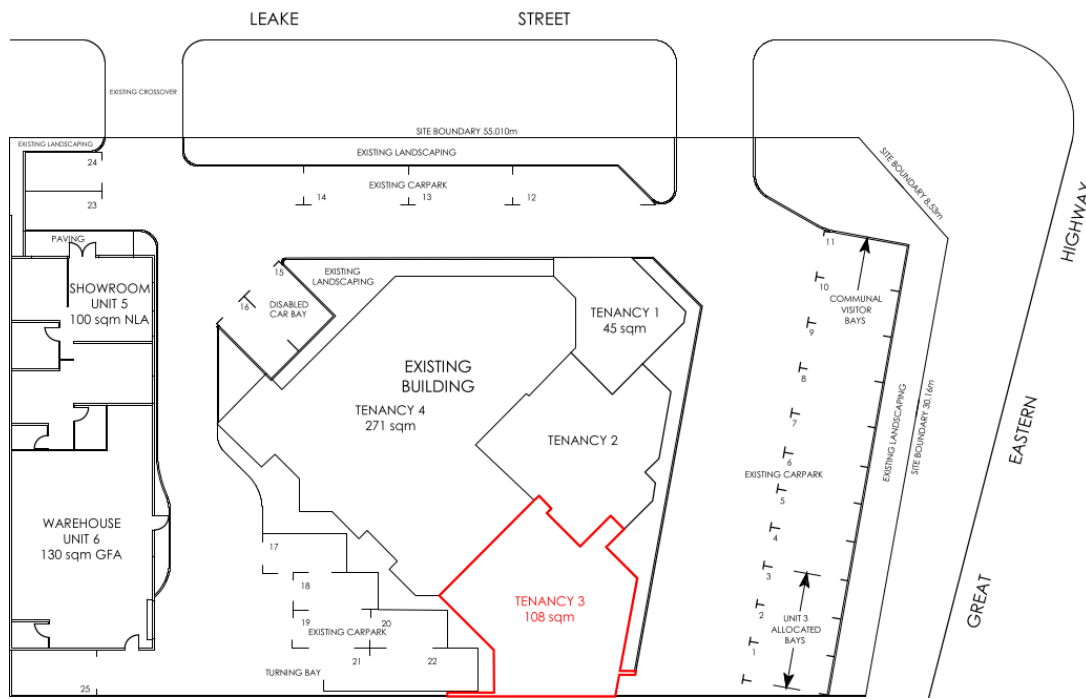 LEAKE STREET
EXISTING CROSSOVER
SITE BOUNDARY 55.010m
EXISTING LANDSCAPING
EXISTING LANDSCAPING
24
EXISTING CARPARK
23
14
13
12
SITE BOUNDARY 8.53m
HIGHWAY
PAVING
11
15
EXISTING
LANDSCAPING
10
SHOWROOM
UNIT 5
100 sqm NLA
16
DISABLED
CAR BAY
COMMUNAL
VISITOR
BAYS
TENANCY 1
45 sqm
9
EXISTING
BUILDING
8
TENANCY 4
271 sqm
7
EXISTING LANDSCAPING
SITE BOUNDARY 30.16m
EASTERN
TENANCY 2
6
EXISTING CARPARK
5
WAREHOUSE
UNIT 6
130 sqm GFA
4
17
3
18
TENANCY 3
108 sqm
2
GREAT
19
20
UNIT 3
ALLOCATED
BAYS
EXISTING CARPARK
1
21
22
TURNING BAY
25